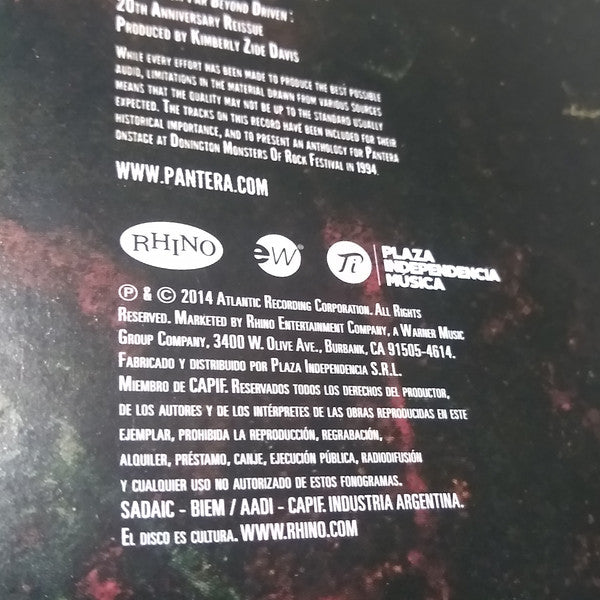 FAR BEYOND DRIVEN:
20TH ANNIVERSARY REISSUE
PRODUCED BY KIMBERLY ZIDE DAVIS
WHILE EVERY EFFORT HAS BEEN MADE TO PRODUCE THE BEST POSSIBLE
AUDIO, LIMITATIONS IN THE MATERIAL DRAWN FROM VARIOUS SOURCES
MEANS THAT THE QUALITY MAY NOT BE UP TO THE STANDARD USUALLY
EXPECTED. THE TRACKS ON THIS RECORD HAVE BEEN INCLUDED FOR THEIR
HISTORICAL IMPORTANCE, AND TO PRESENT AN ANTHOLOGY FOR PANTERA
ONSTAGE AT DONINGTON MONSTERS OF ROCK FESTIVAL IN 1994.
WWW.PANTERA.COM
RHINO
ew®
PLAZA
INDEPENDENCIA
MUSICA
℗ & © 2014 ATLANTIC RECORDING CORPORATION. ALL RIGHTS
RESERVED. MARKETED BY RHINO ENTERTAINMENT COMPANY, A WARNER MUSIC
GROUP COMPANY, 3400 W. OLIVE AVE., BURBANK, CA 91505-4614.
FABRICADO Y DISTRIBUIDO POR PLAZA INDEPENDENCIA S.R.L.
MIEMBRO DE CAPIF. RESERVADOS TODOS LOS DERECHOS DEL PRODUCTOR,
DE LOS AUTORES Y DE LOS INTÉRPRETES DE LAS OBRAS REPRODUCIDAS EN ESTE
EJEMPLAR, PROHIBIDA LA REPRODUCCIÓN, REGRABACIÓN,
ALQUILER, PRÉSTAMO, CANJE, EJECUCIÓN PÚBLICA, RADIODIFUSIÓN
Y CUALQUIER USO NO AUTORIZADO DE ESTOS FONOGRAMAS.
SADAIC - BIEM / AADI - CAPIF. INDUSTRIA ARGENTINA.
EL DISCO ES CULTURA. WWW.RHINO.COM